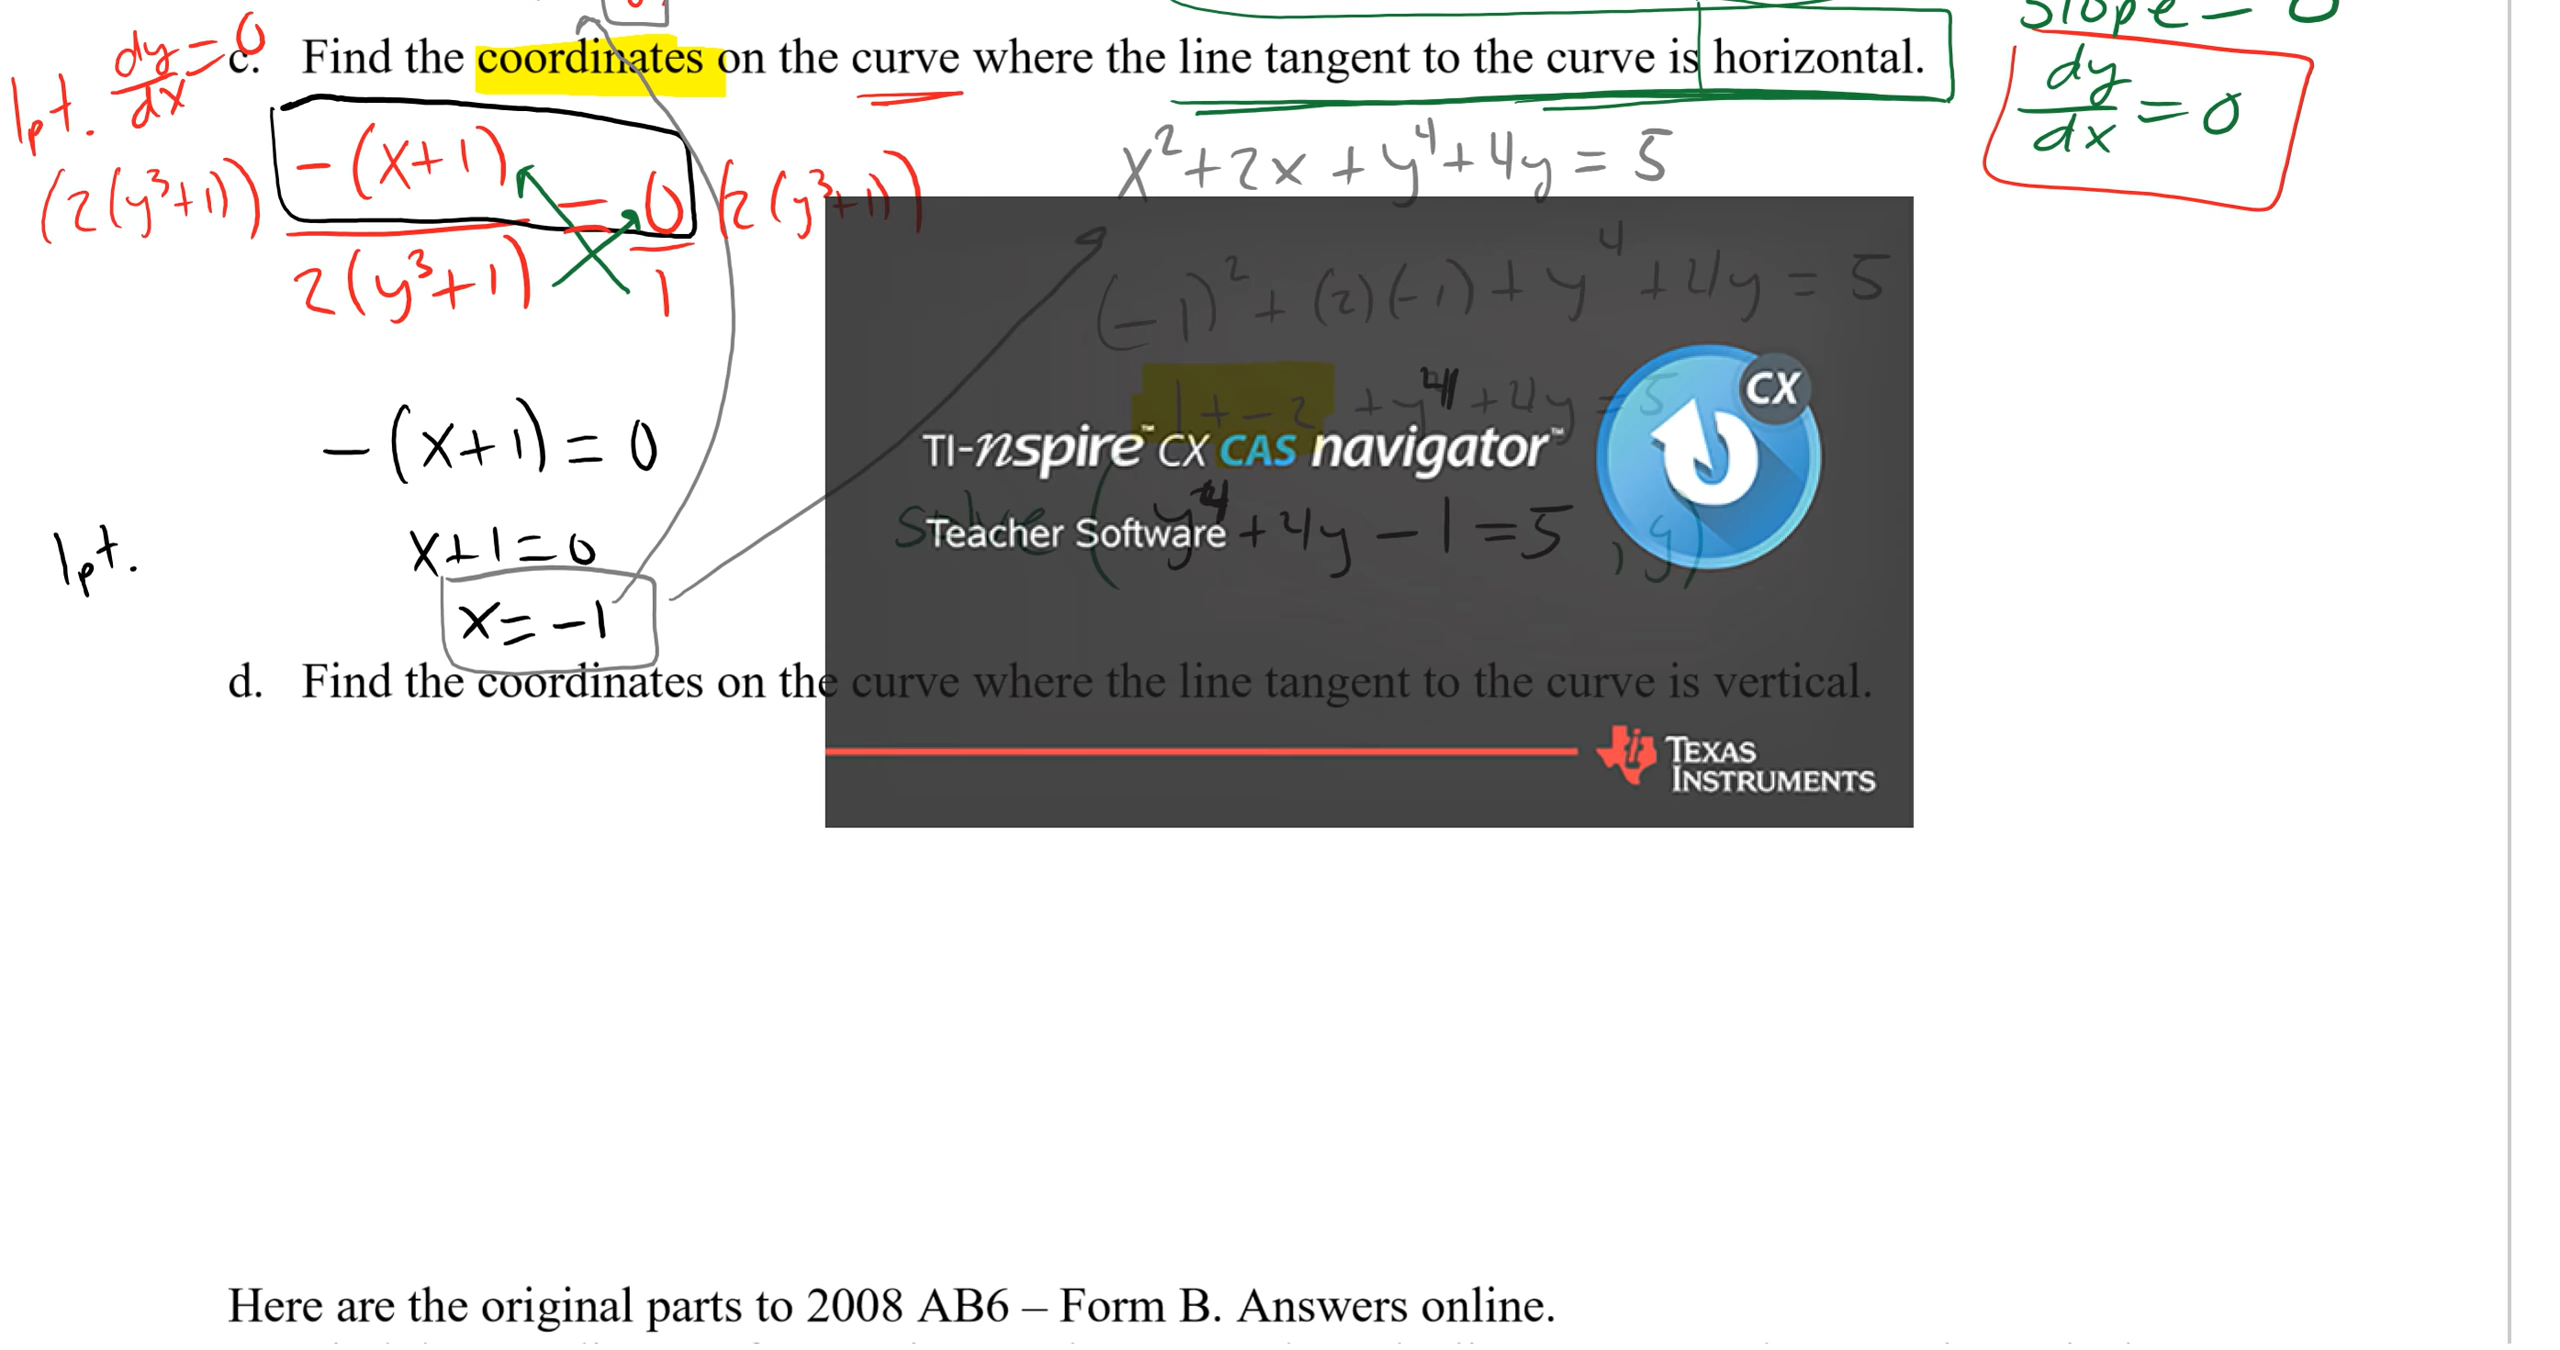 slope = 0
c. Find the coordinates on the curve where the line tangent to the curve is horizontal.
1pt. dy/dx = 0
dy/dx = 0
x² + 2x + y⁴ + 4y = 5
(2(y³+1)) -(x+1)/2(y³+1) = 0/1 (2(y³+1))
(-1)² + (2)(-1) + y⁴ + 4y = 5
1 + -2 + y⁴ + 4y = 5
-(x+1) = 0
TI-nspire™ CX CAS navigator™
CX
Teacher Software
solve (y⁴ + 4y - 1 = 5, y)
1pt.
x+1=0
x = -1
d. Find the coordinates on the curve where the line tangent to the curve is vertical.
TEXAS
INSTRUMENTS
Here are the original parts to 2008 AB6 – Form B. Answers online.